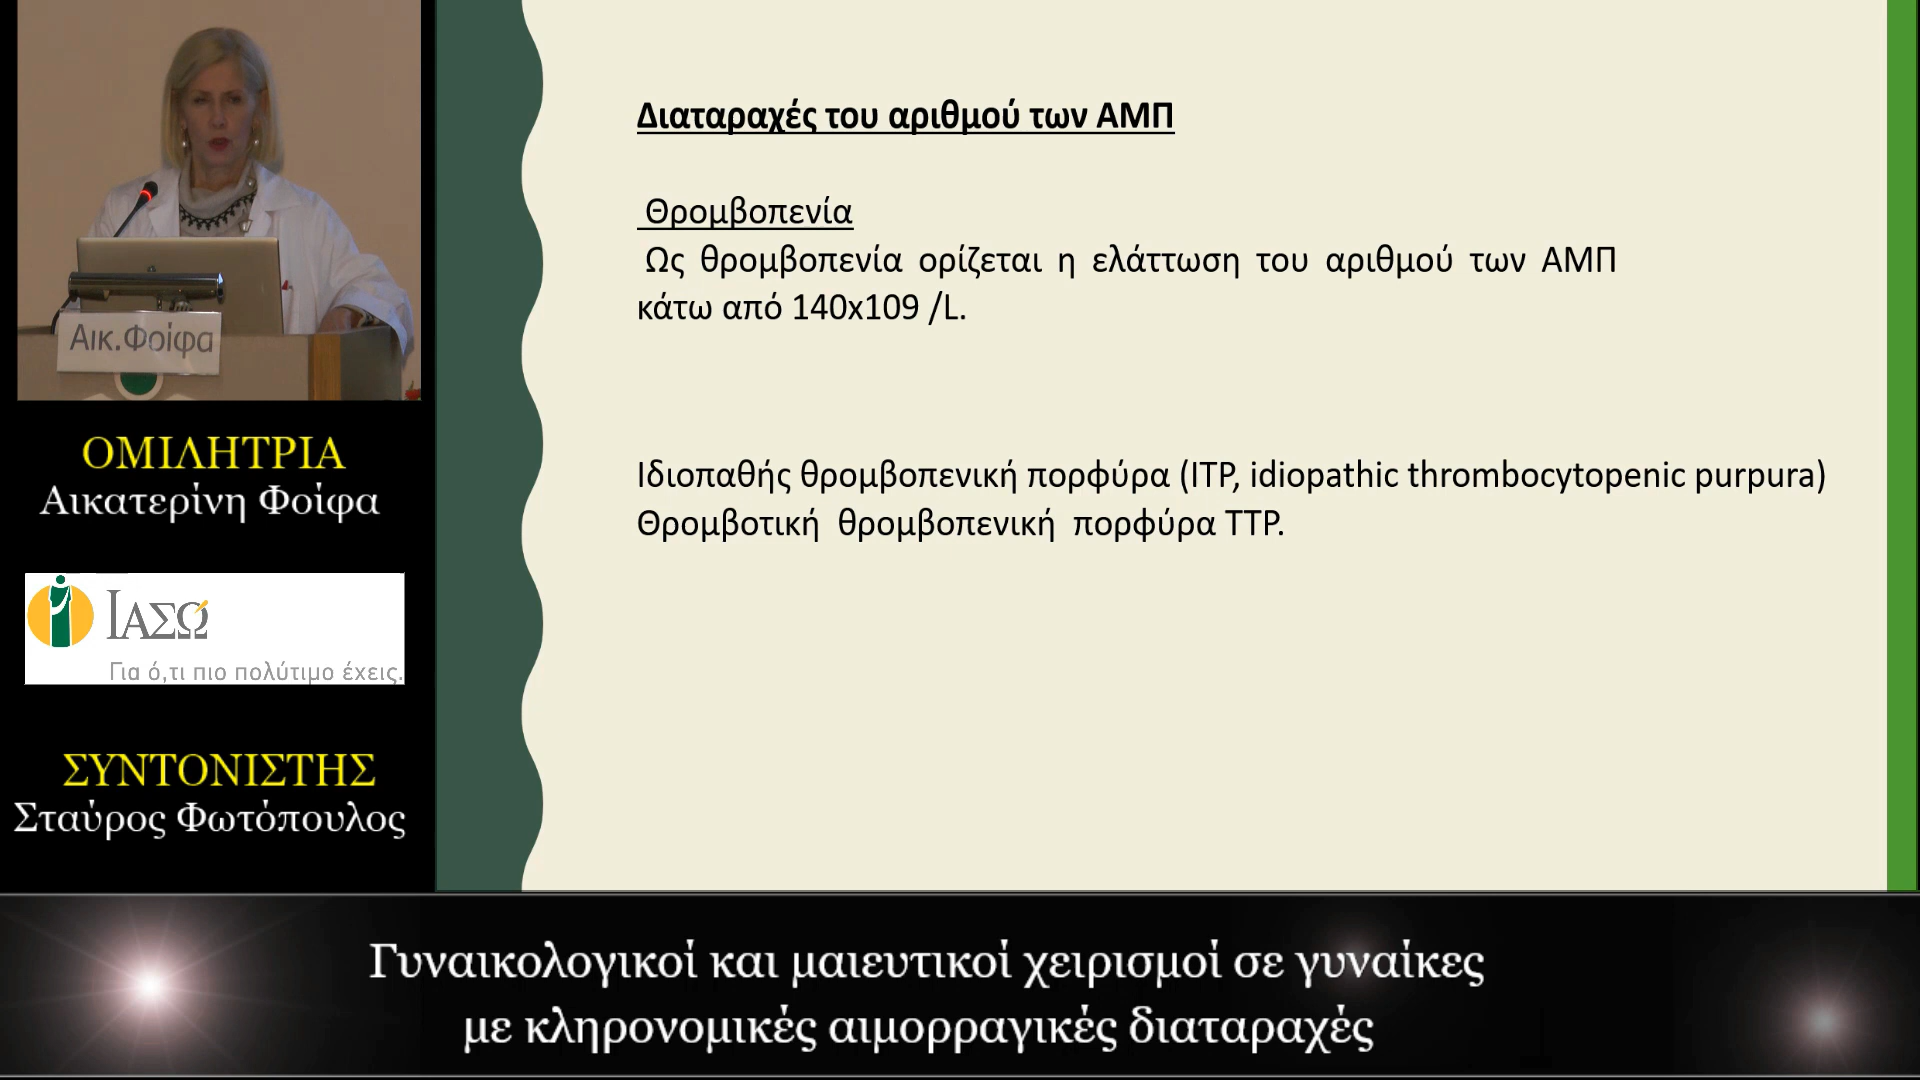 Αικ.Φοίφα
ΟΜΙΛΗΤΡΙΑ
Αικατερίνη Φοίφα
ΙΑΣΩ
Για ό,τι πιο πολύτιμο έχεις.
ΣΥΝΤΟΝΙΣΤΗΣ
Σταύρος Φωτόπουλος
Διαταραχές του αριθμού των ΑΜΠ
Θρομβοπενία
Ως θρομβοπενία ορίζεται η ελάττωση του αριθμού των ΑΜΠ
κάτω από 140x109 /L.
Ιδιοπαθής θρομβοπενική πορφύρα (ITP, idiopathic thrombocytopenic purpura)
Θρομβοτική θρομβοπενική πορφύρα TTP.
Γυναικολογικοί και μαιευτικοί χειρισμοί σε γυναίκες
με κληρονομικές αιμορραγικές διαταραχές